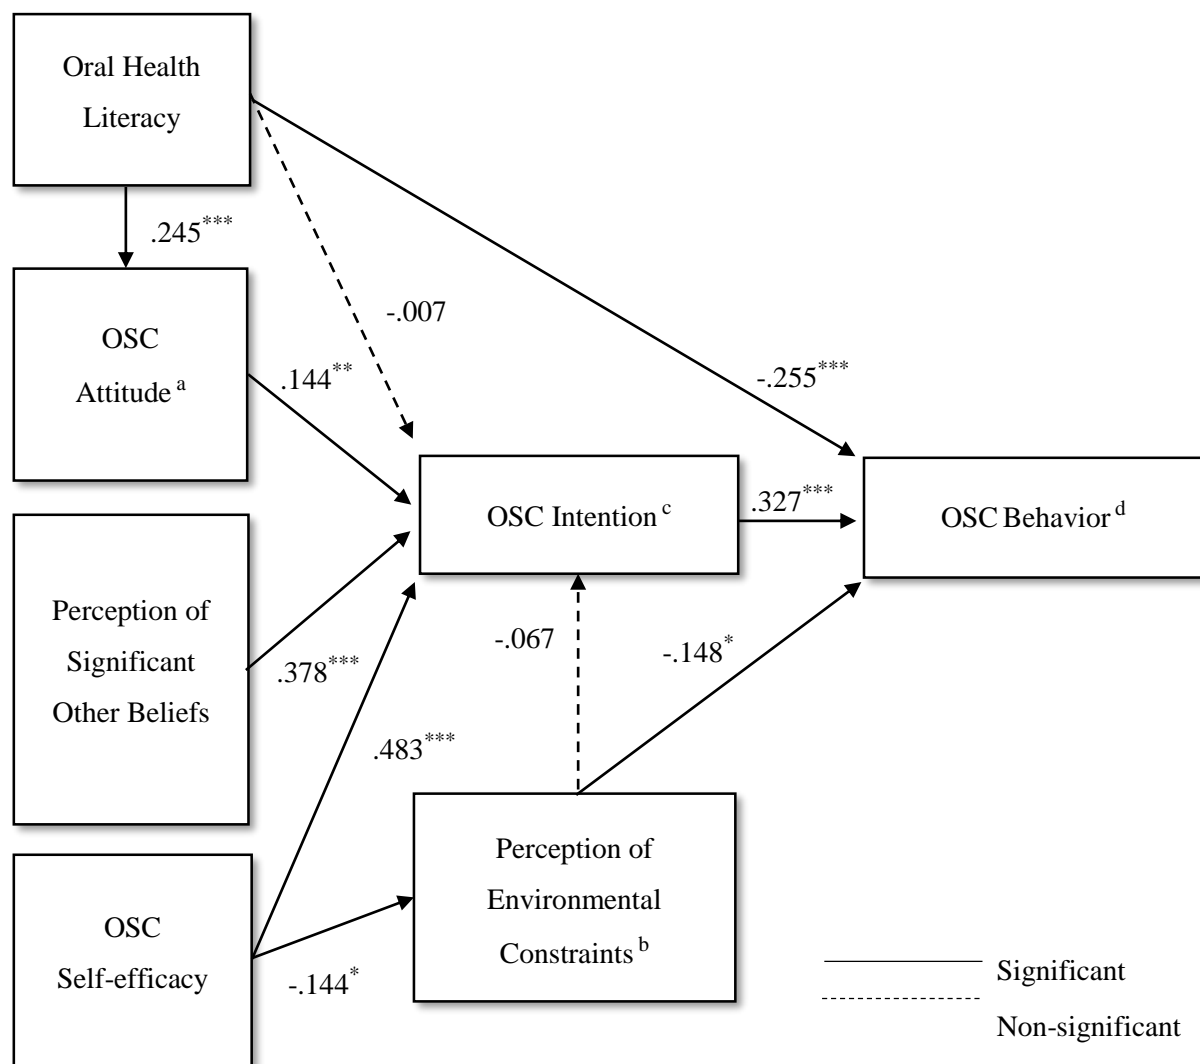 Oral Health
Literacy
.245***
OSC
Attitude a
-.007
.144**
-.255***
OSC Intention c
.327***
OSC Behavior d
Perception of
Significant
Other Beliefs
.378***
-.067
-.148*
.483***
Perception of
Environmental
Constraints b
OSC
Self-efficacy
-.144*
Significant
Non-significant